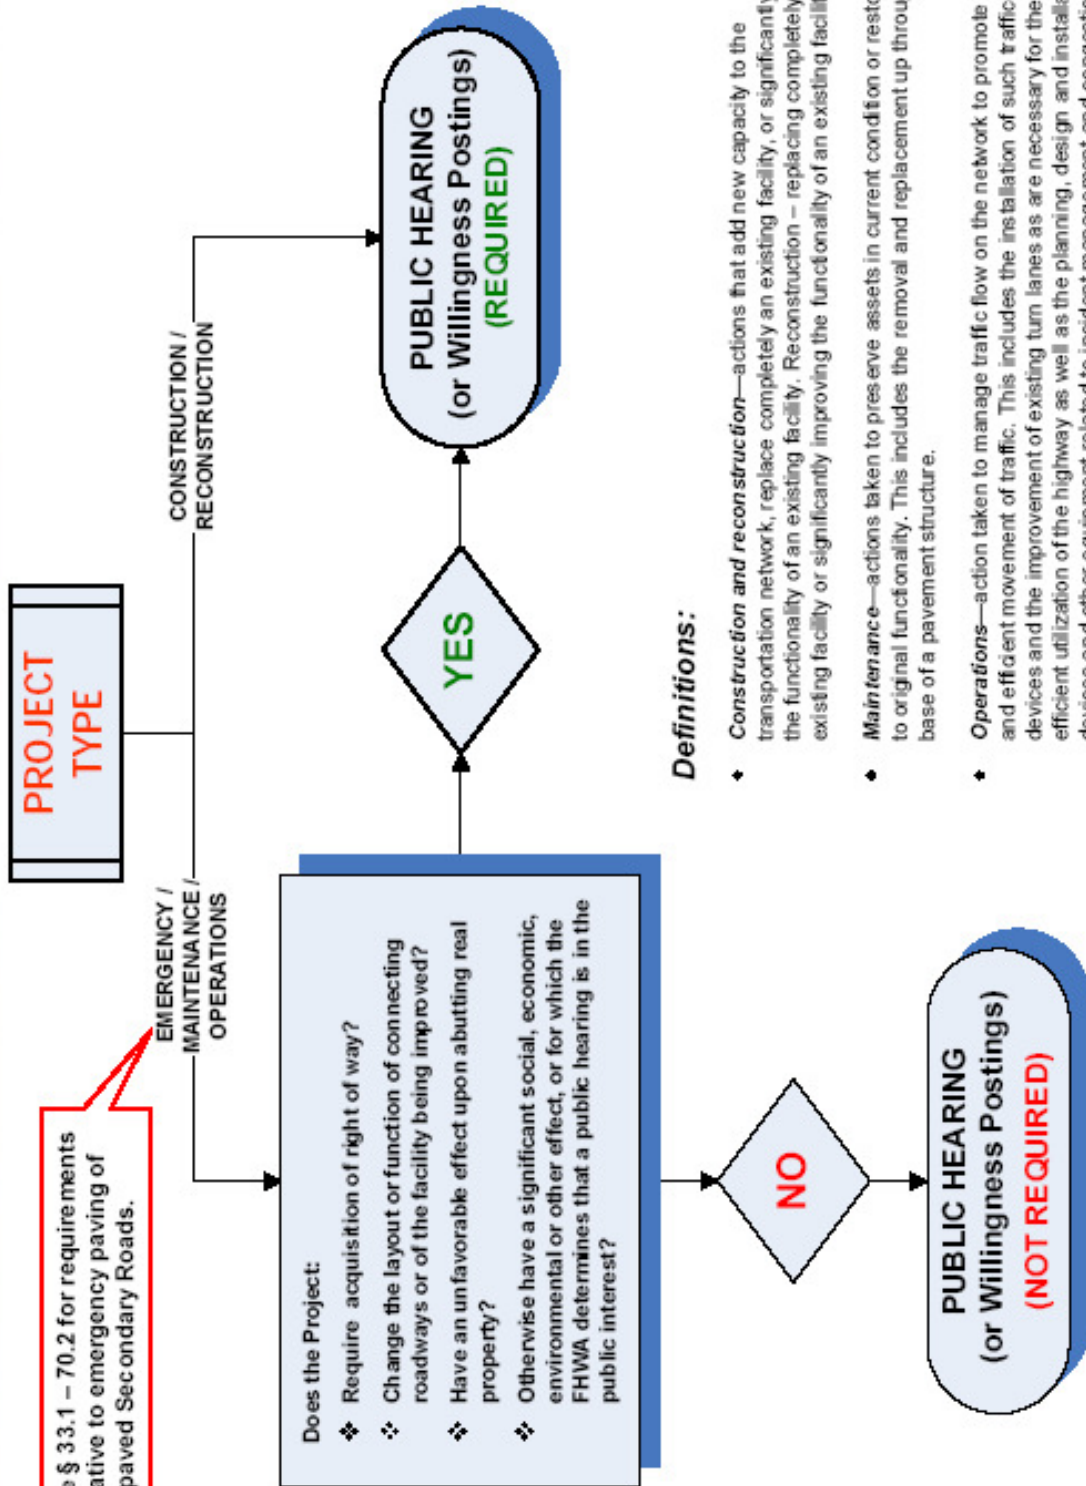 PROJECT
TYPE
§ 33.1 – 70.2 for requirements
to emergency paving of
Secondary Roads.
EMERGENCY /
MAINTENANCE /
OPERATIONS
CONSTRUCTION /
RECONSTRUCTION
Does the Project:
❖ Require acquisition of right of way?
❖ Change the layout or function of connecting
roadways or of the facility being improved?
❖ Have an unfavorable effect upon abutting real
property?
❖ Otherwise have a significant social, economic,
environmental or other effect, or for which the
FHWA determines that a public hearing is in the
public interest?
YES
PUBLIC HEARING
(or Willingness Postings)
(REQUIRED)
NO
PUBLIC HEARING
(or Willingness Postings)
(NOT REQUIRED)
Definitions:
♦ Construction and reconstruction—actions that add new capacity to the
transportation network, replace completely an existing facility, or significantly
the functionality of an existing facility. Reconstruction – replacing completely
existing facility or significantly improving the functionality of an existing
♦ Maintenance—actions taken to preserve assets in current condition or
to original functionality. This includes the removal and replacement up
base of a pavement structure.
♦ Operations—action taken to manage traffic flow on the network to promote
and efficient movement of traffic. This includes the installation of such traffic
devices and the improvement of existing turn lanes as are necessary for the
efficient utilization of the highway as well as the planning, design and
devices and other equipment related to incident management and